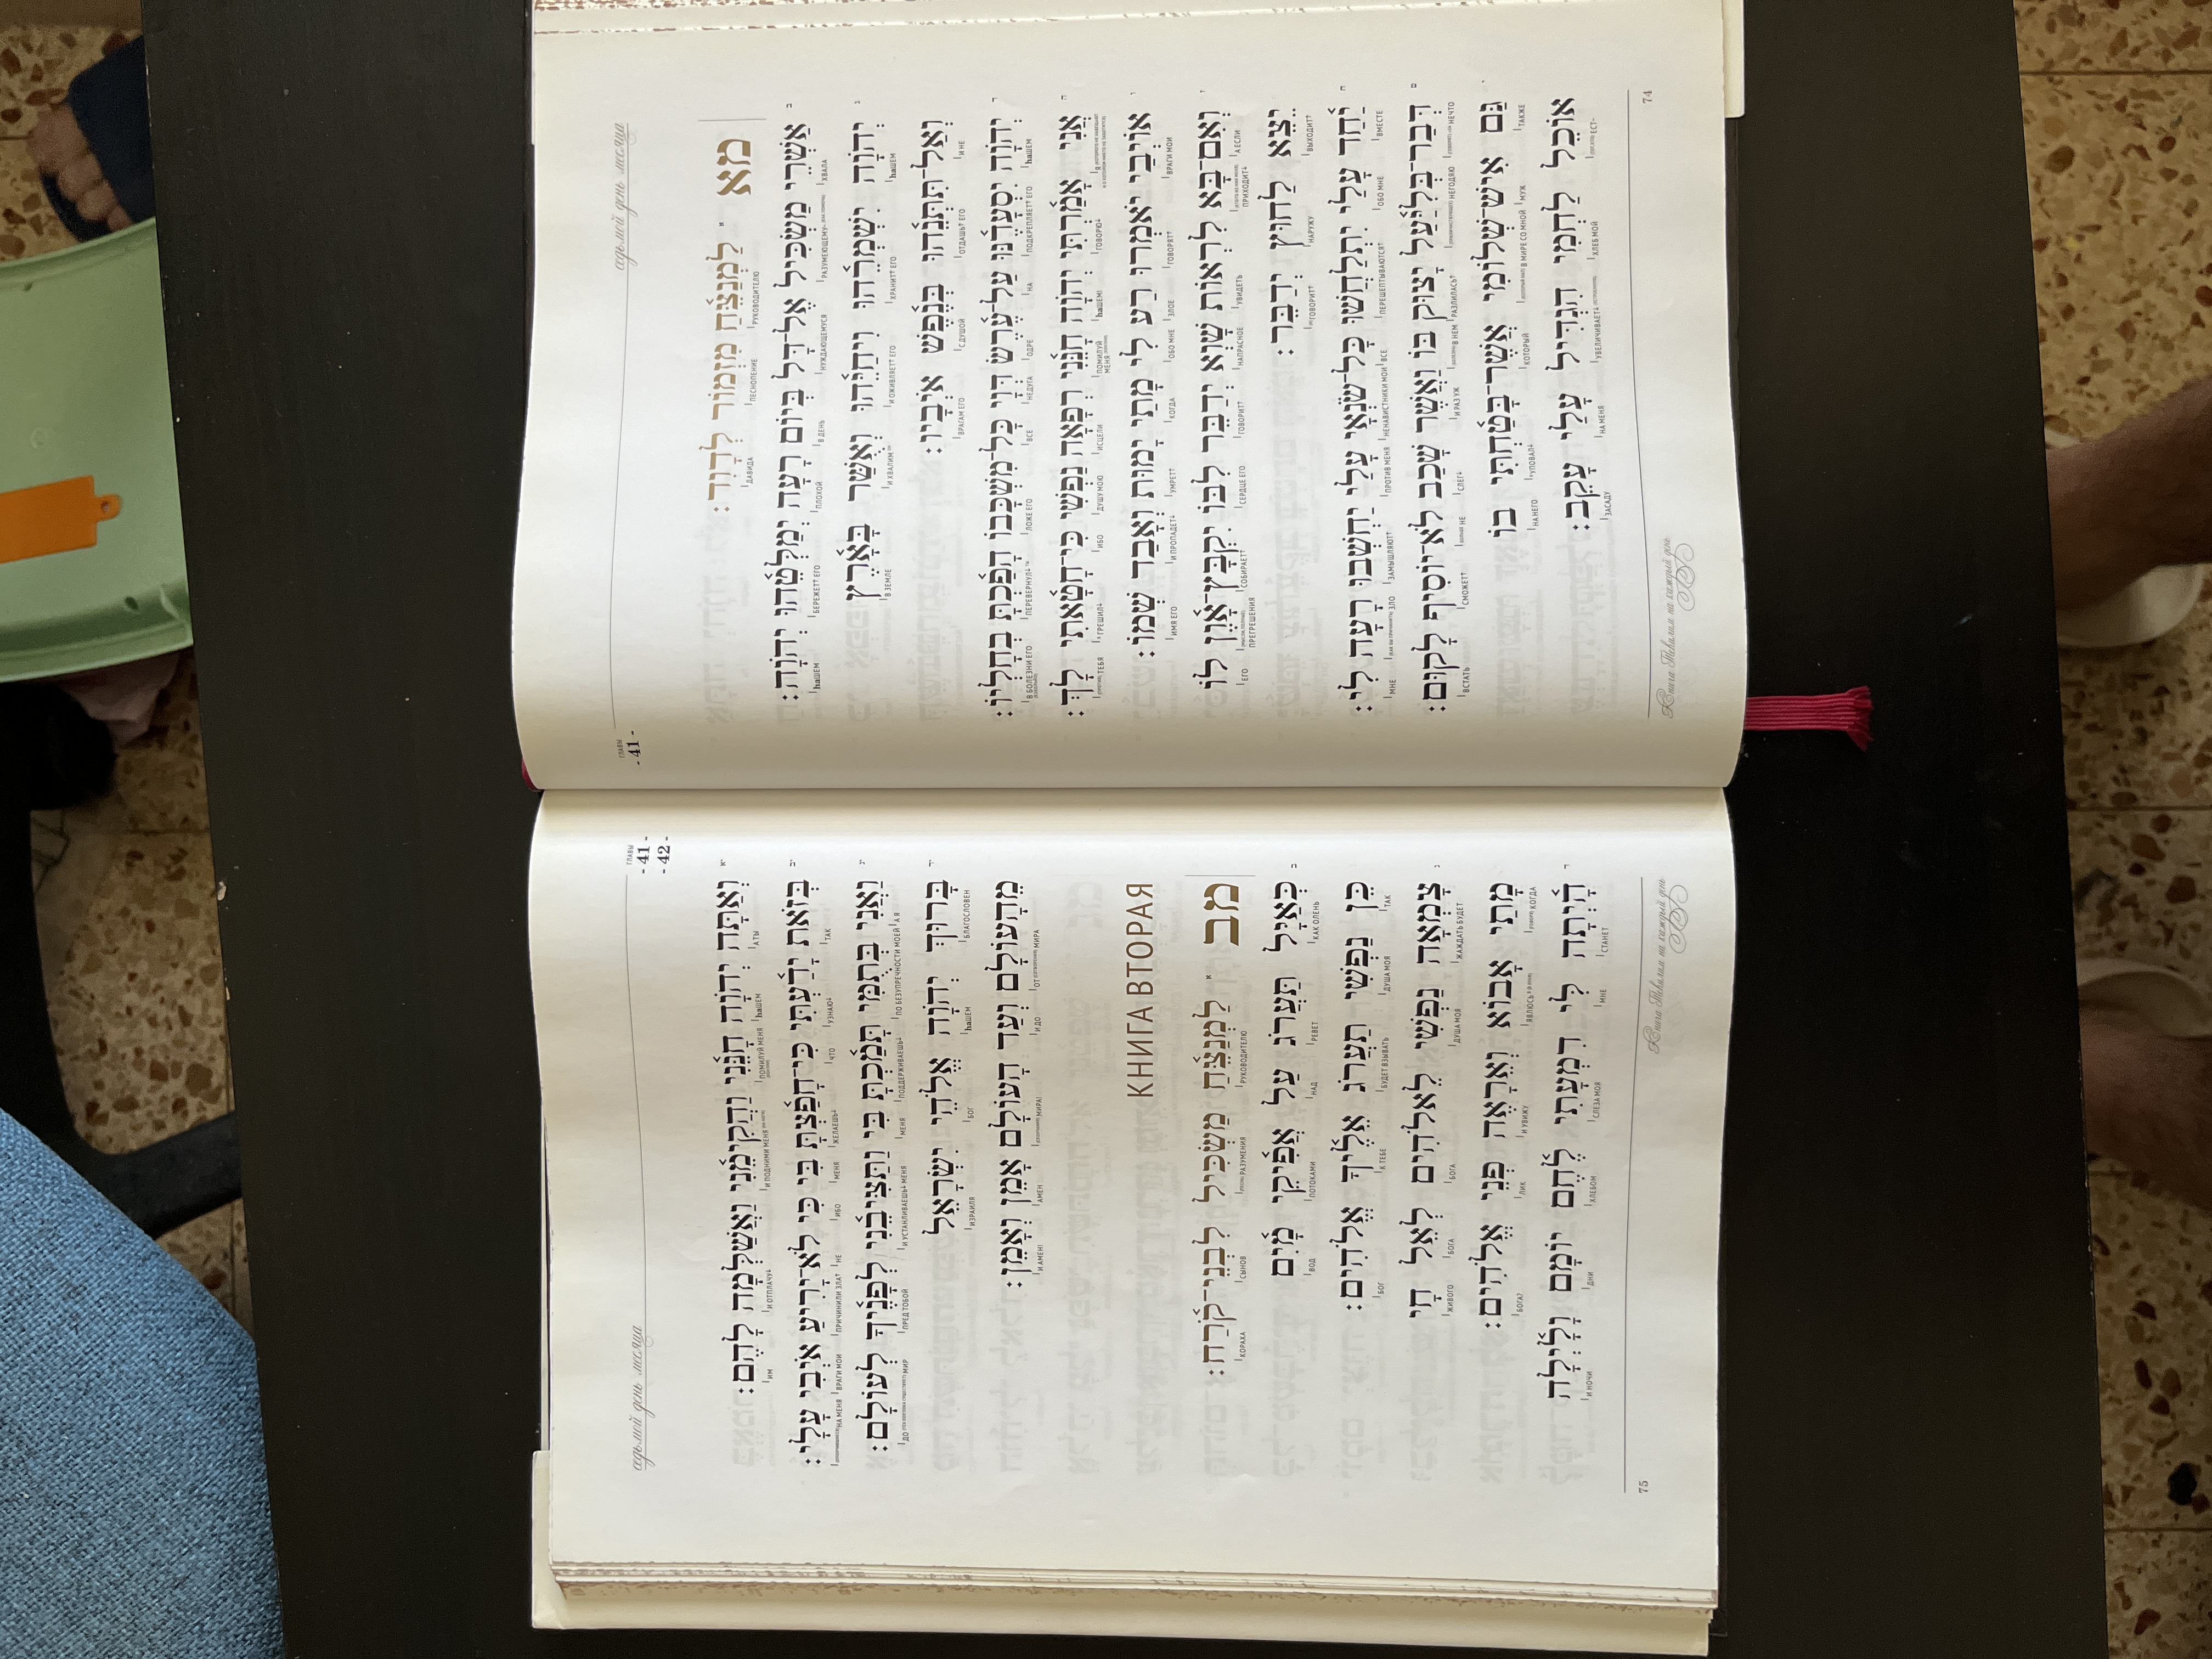 седьмой день месяца
ГЛАВЫ
- 41 -
מא א לַמְנַצֵּחַ מִזְמוֹר לְדָוִד:
РУКОВОДИТЕЛЮ ПЕСНОПЕНИЕ ДАВИДА
ב אַשְׁרֵי מַשְׂכִּיל אֶל־דָּל בְּיוֹם רָעָה יְמַלְּטֵהוּ יְהוָה:
ХВАЛА РАЗУМЕЮЩЕМУ НУЖДАЮЩЕМУСЯ В ДЕНЬ ПЛОХОЙ БЕРЕЖЕТ↑ ЕГО hаШЕМ
ג יְהוָה יִשְׁמְרֵהוּ וִיחַיֵּהוּ וְאֻשַּׁר בָּאָרֶץ
hаШЕМ ХРАНИТ↑ ЕГО И ОЖИВЛЯЕТ↑ ЕГО И ХВАЛИМ В ЗЕМЛЕ
וְאַל־תִּתְּנֵהוּ בְּנֶפֶשׁ אֹיְבָיו:
И НЕ ОТДАШЬ↑ ЕГО С ДУШОЙ ВРАГАМ ЕГО
ד יְהוָה יִסְעָדֶנּוּ עַל־עֶרֶשׂ דְּוָי כָּל־מִשְׁכָּבוֹ הָפַכְתָּ בְחָלְיוֹ:
hаШЕМ ПОДКРЕПЛЯЕТ↑ ЕГО НА ОДРЕ НЕДУГА ВСЕ ЛОЖЕ ЕГО ПЕРЕВЕРНУЛ↓ В БОЛЕЗНИ ЕГО
ה אֲנִי אָמַרְתִּי יְהוָה חָנֵּנִי רְפָאָה נַפְשִׁי כִּי־חָטָאתִי לָךְ:
Я ГОВОРЮ↓ hаШЕМ! ПОМИЛУЙ МЕНЯ ИСЦЕЛИ ДУШУ МОЮ ИБО ГРЕШИЛ↓ ТЕБЯ
ו אוֹיְבַי יֹאמְרוּ רַע לִי מָתַי יָמוּת וְאָבַד שְׁמוֹ:
ВРАГИ МОИ ГОВОРЯТ↑ ЗЛОЕ ОБО МНЕ КОГДА УМРЕТ↑ И ПРОПАДЕТ↓ ИМЯ ЕГО
ז וְאִם־בָּא לִרְאוֹת שָׁוְא יְדַבֵּר לִבּוֹ יִקְבָּץ־אָוֶן לוֹ
А ЕСЛИ ПРИХОДИТ↓ УВИДЕТЬ НАПРАСНОЕ ГОВОРИТ↑ СЕРДЦЕ ЕГО СОБИРАЕТ↑ ПРЕГРЕШЕНИЯ ЕГО
יֵצֵא לַחוּץ יְדַבֵּר:
ВЫХОДИТ↑ НАРУЖУ ГОВОРИТ↑
ח יַחַד עָלַי יִתְלַחֲשׁוּ כָּל־שֹׂנְאָי עָלַי יַחְשְׁבוּ רָעָה לִי:
ВМЕСТЕ ОБО МНЕ ПЕРЕШЕПТЫВАЮТСЯ↑ ВСЕ НЕНАВИСТНИКИ МОИ ПРОТИВ МЕНЯ ЗАМЫШЛЯЮТ↑ ЗЛО МНЕ
ט דְּבַר־בְּלִיַּעַל יָצוּק בּוֹ וַאֲשֶׁר שָׁכַב לֹא־יוֹסִיף לָקוּם:
НЕЧТО НЕГОДЯЮ РАЗЛИЛАСЬ↑ В НЕМ И РАЗ УЖ СЛЕГ↓ НЕ СМОЖЕТ↑ ВСТАТЬ
י גַּם אִישׁ־שְׁלוֹמִי אֲשֶׁר־בָּטַחְתִּי בוֹ
ТАКЖЕ МУЖ В МИРЕ СО МНОЙ КОТОРЫЙ УПОВАЛ↓ НА НЕГО
אוֹכֵל לַחְמִי הִגְדִּיל עָלַי עָקֵב:
ЕСТ~ ХЛЕБ МОЙ УВЕЛИЧИВАЕТ↓ НА МЕНЯ ЗАСАДУ
Книга Теhилим на каждый день
74
седьмой день месяца
ГЛАВЫ
- 41 -
- 42 -
יא וְאַתָּה יְהוָה חָנֵּנִי וַהֲקִימֵנִי וַאֲשַׁלְּמָה לָהֶם:
А ТЫ hаШЕМ ПОМИЛУЙ МЕНЯ И ПОДНИМИ МЕНЯ И ОТПЛАЧУ↓ ИМ
יב בְּזֹאת יָדַעְתִּי כִּי־חָפַצְתָּ בִּי כִּי לֹא־יָרִיעַ אֹיְבִי עָלָי:
ТАК УЗНАЮ↓ ЧТО ЖЕЛАЕШЬ↓ МЕНЯ ИБО НЕ ПРИЧИНИЛИ ЗЛА↑ ВРАГИ МОИ НА МЕНЯ
יג וַאֲנִי בְּתֻמִּי תָּמַכְתָּ בִּי וַתַּצִּיבֵנִי לְפָנֶיךָ לְעוֹלָם:
А Я ПО БЕЗУПРЕЧНОСТИ МОЕЙ ПОДДЕРЖИВАЕШЬ↓ МЕНЯ И УСТАНЛИВАЕШЬ↓ МЕНЯ ПРЕД ТОБОЙ ДО МИР
יד בָּרוּךְ יְהוָה אֱלֹהֵי יִשְׂרָאֵל
БЛАГОСЛОВЕН hаШЕМ БОГ ИЗРАИЛЯ
מֵהָעוֹלָם וְעַד הָעוֹלָם אָמֵן וְאָמֵן:
ОТ МИРА И ДО МИРА! АМЕН И АМЕН!
КНИГА ВТОРАЯ
מב א לַמְנַצֵּחַ מַשְׂכִּיל לִבְנֵי־קֹרַח:
РУКОВОДИТЕЛЮ РАЗУМЕНИЯ СЫНОВ КОРАХА
ב כְּאַיָּל תַּעֲרֹג עַל אֲפִיקֵי מָיִם
КАК ОЛЕНЬ РЕВЕТ НАД ПОТОКАМИ ВОД
כֵּן נַפְשִׁי תַעֲרֹג אֵלֶיךָ אֱלֹהִים:
ТАК ДУША МОЯ БУДЕТ ВЗЫВАТЬ К ТЕБЕ БОГ
ג צָמְאָה נַפְשִׁי לֵאלֹהִים לְאֵל חָי
ЖАЖДАТЬ БУДЕТ ДУША МОЯ БОГА БОГА ЖИВОГО
מָתַי אָבוֹא וְאֵרָאֶה פְּנֵי אֱלֹהִים:
КОГДА ЯВЛЮСЬ И УВИЖУ ЛИК БОГА?
ד הָיְתָה לִּי דִמְעָתִי לֶחֶם יוֹמָם וָלָיְלָה
СТАНЕТ МНЕ СЛЕЗА МОЯ ХЛЕБОМ ДНИ И НОЧИ
Книга Теhилим на каждый день
75